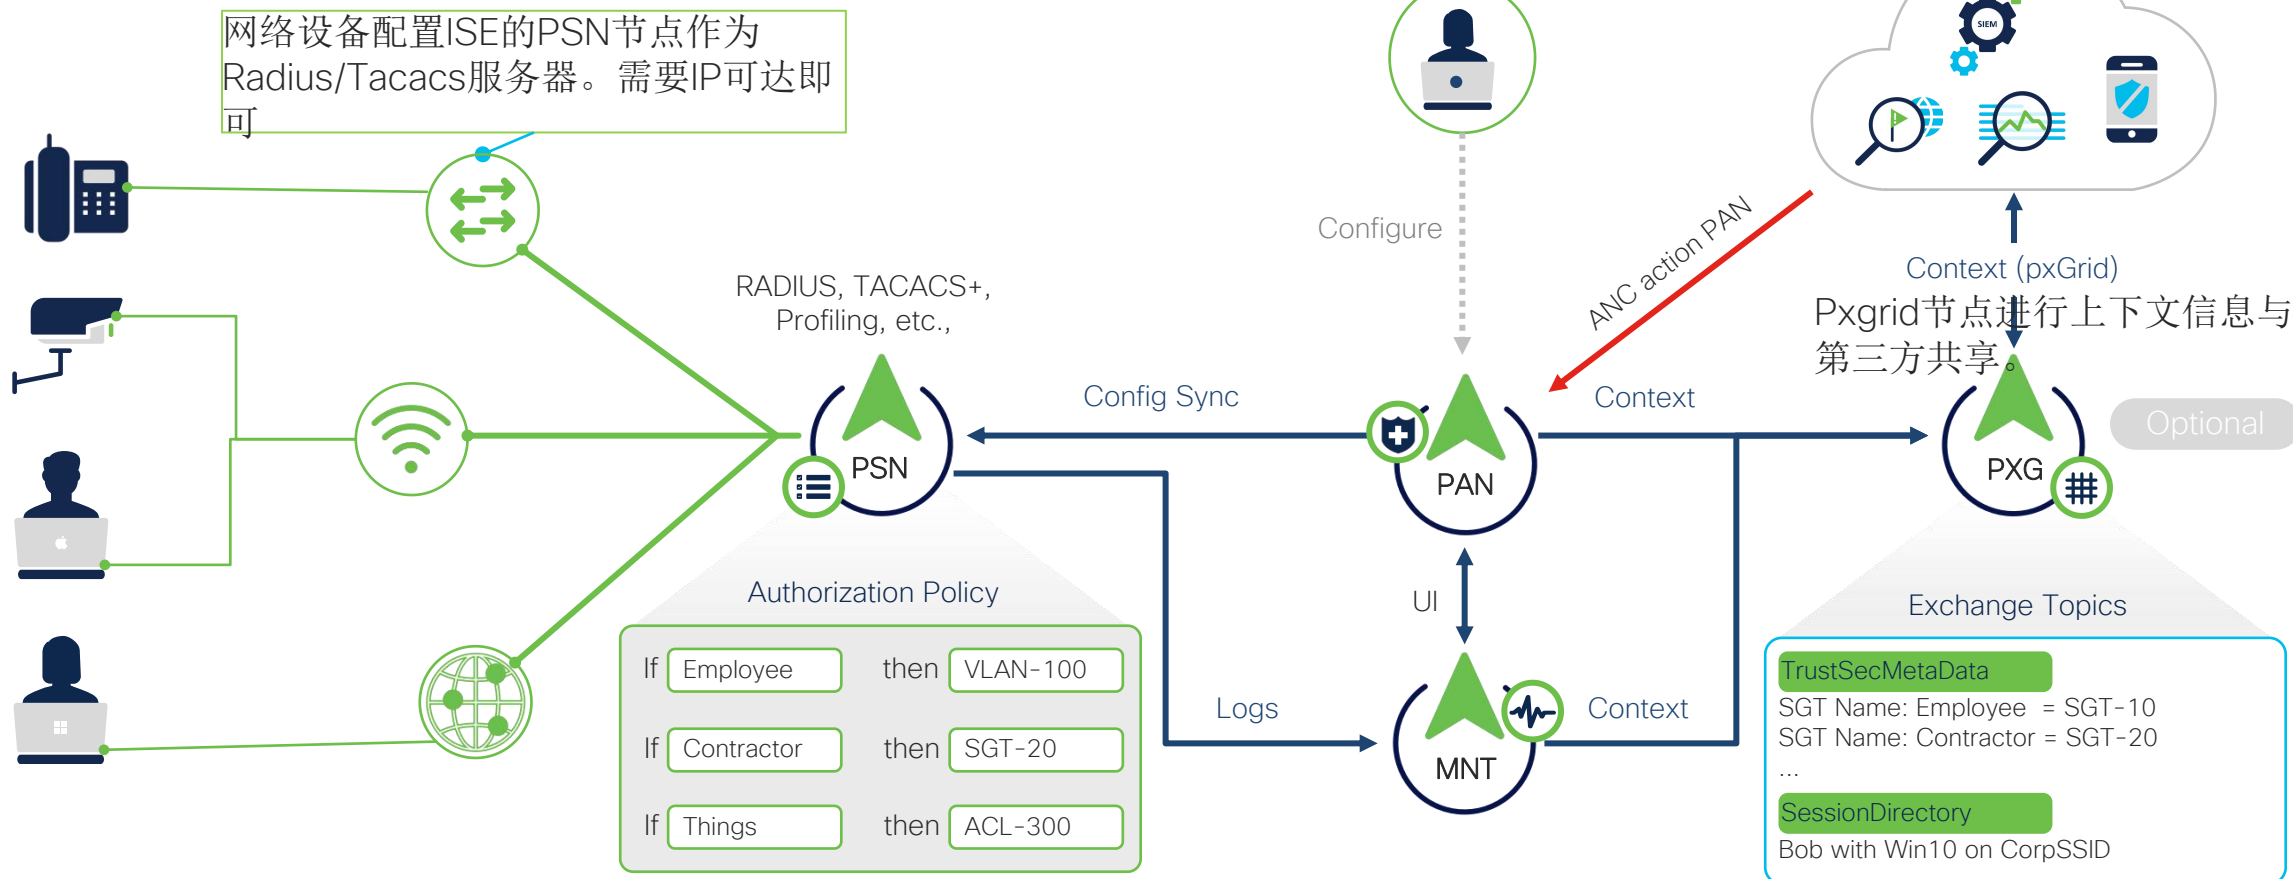 网络设备配置ISE的PSN节点作为
Radius/Tacacs服务器。需要IP可达即
可
SIEM
Configure
ANC action PAN
Context (pxGrid)
Pxgrid节点进行上下文信息与
第三方共享。
RADIUS, TACACS+,
Profiling, etc.,
Config Sync
Context
Optional
PSN
PAN
PXG
UI
Authorization Policy
If Employee then VLAN-100
If Contractor then SGT-20
If Things then ACL-300
Logs
Context
MNT
Exchange Topics
TrustSecMetaData
SGT Name: Employee = SGT-10
SGT Name: Contractor = SGT-20
...
SessionDirectory
Bob with Win10 on CorpSSID